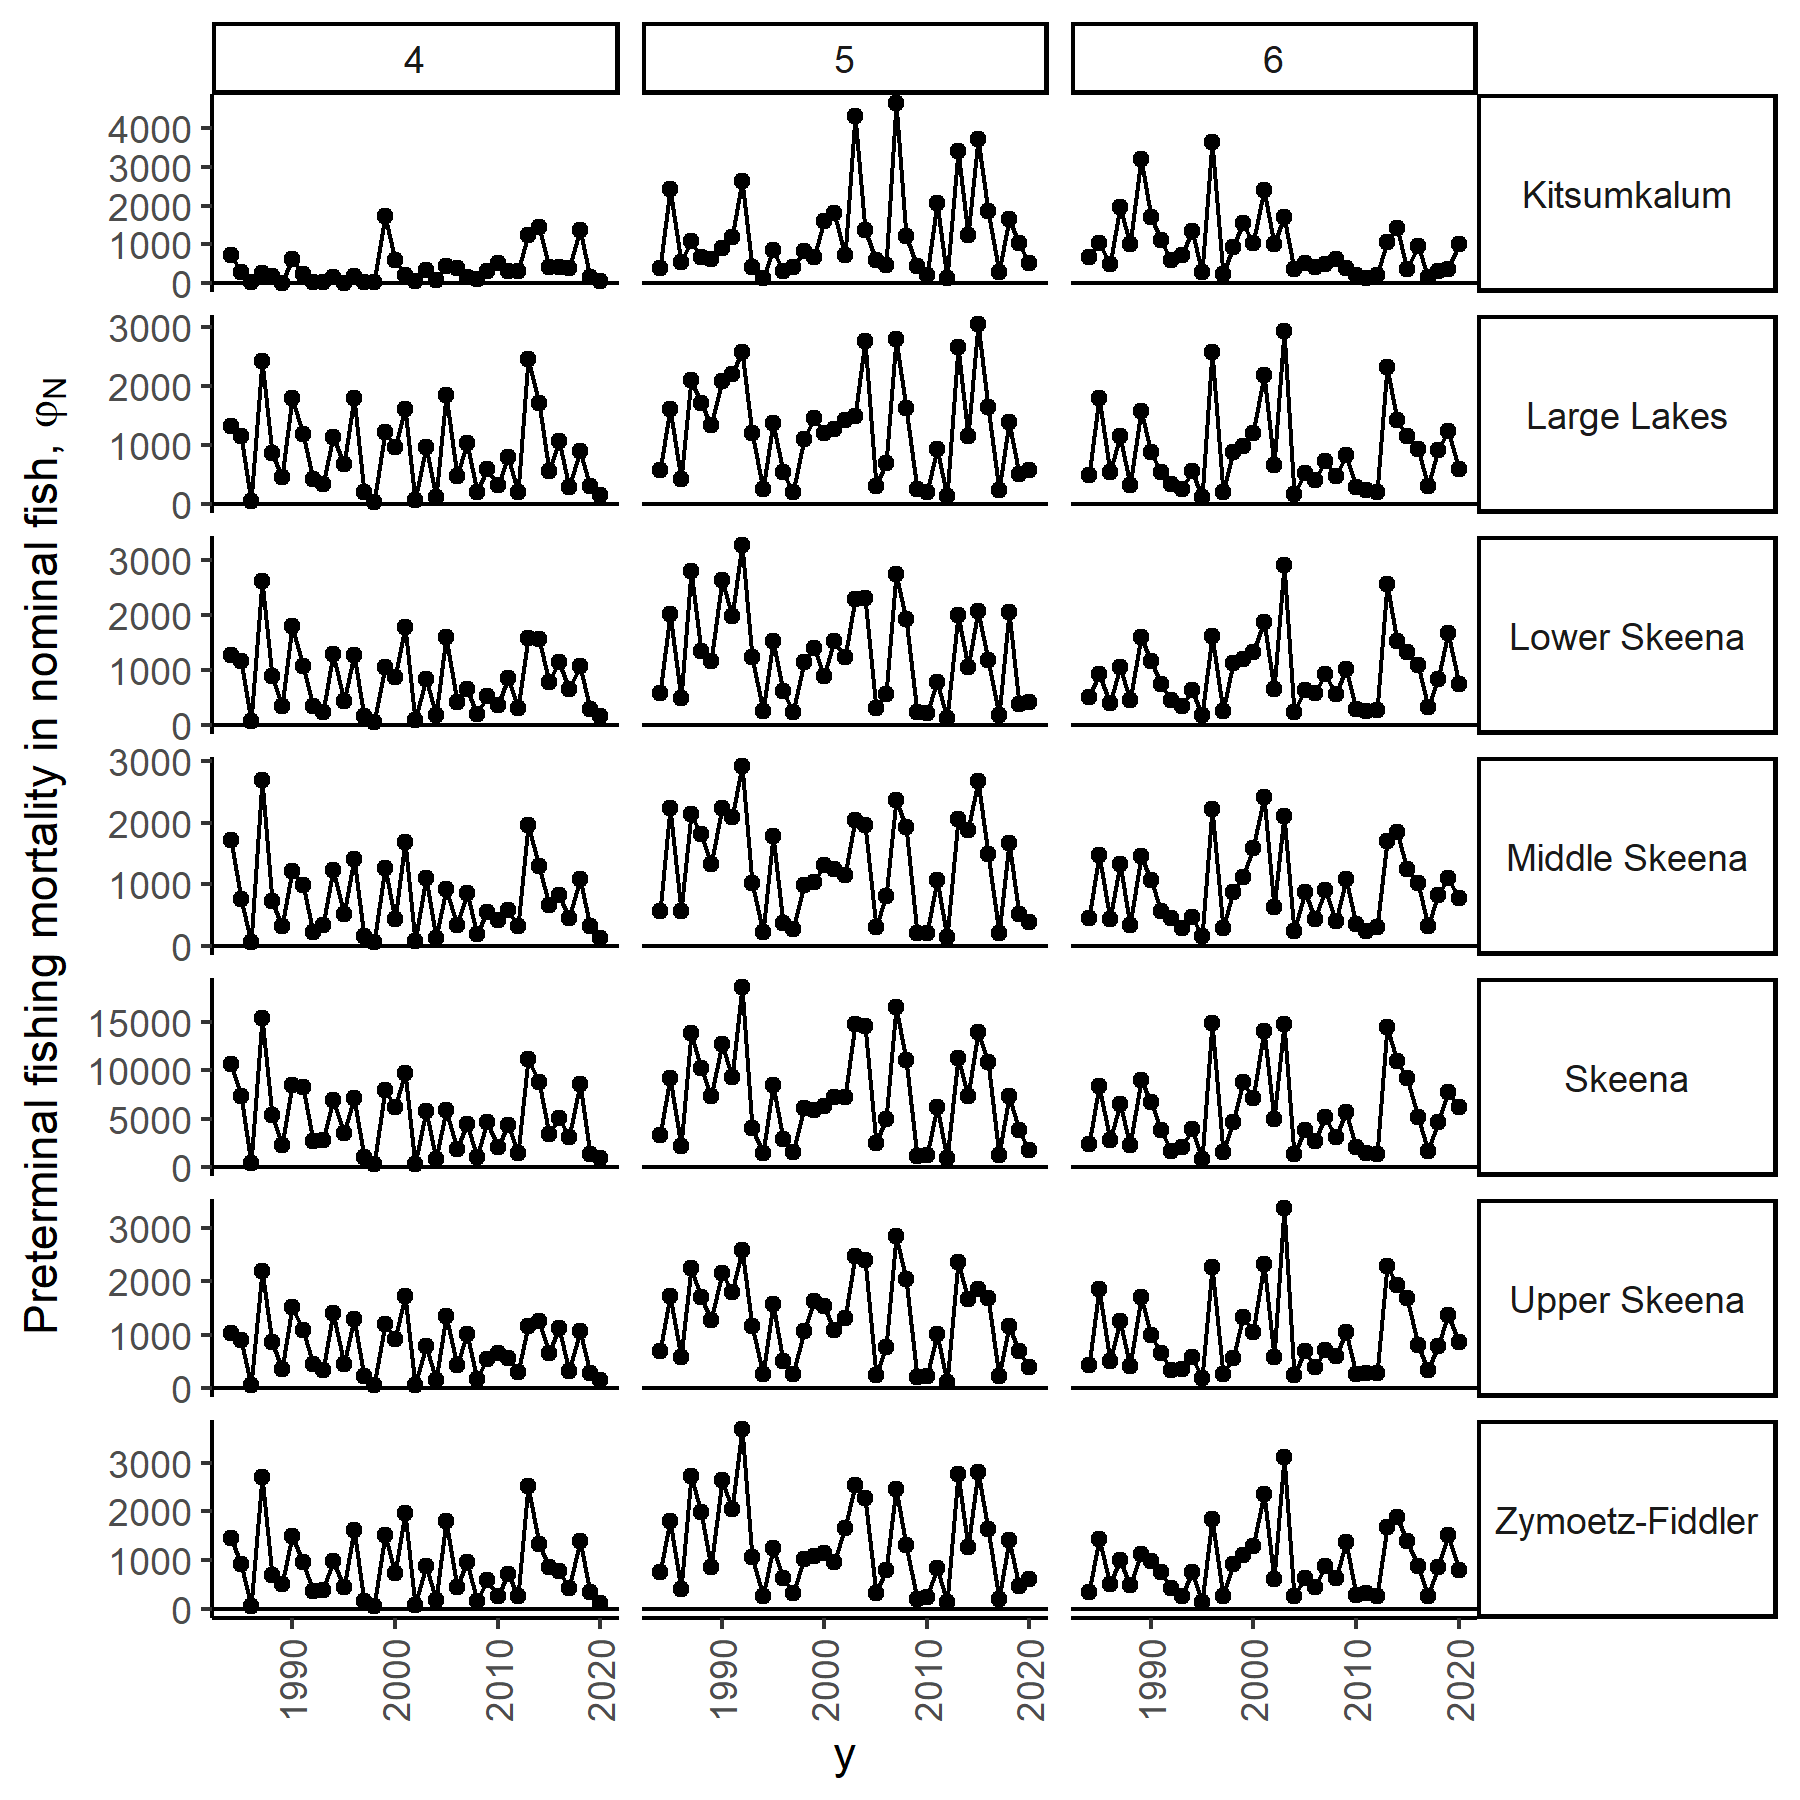 4 5 6
4000
3000
2000
1000
0
Kitsumkalum
3000
2000
1000
0
Large Lakes
3000
2000
1000
0
Lower Skeena
3000
2000
1000
0
Middle Skeena
15000
10000
5000
0
Skeena
3000
2000
1000
0
Upper Skeena
3000
2000
1000
0
Zymoetz-Fiddler
1990 2000 2010 2020 1990 2000 2010 2020 1990 2000 2010 2020
y
Preterminal fishing mortality in nominal fish, φN